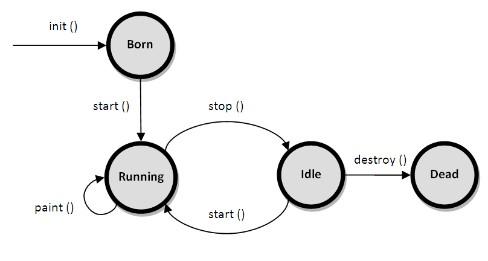 init ()
Born
start ()
stop ()
Running
Idle
destroy ()
Dead
paint ()
start ()